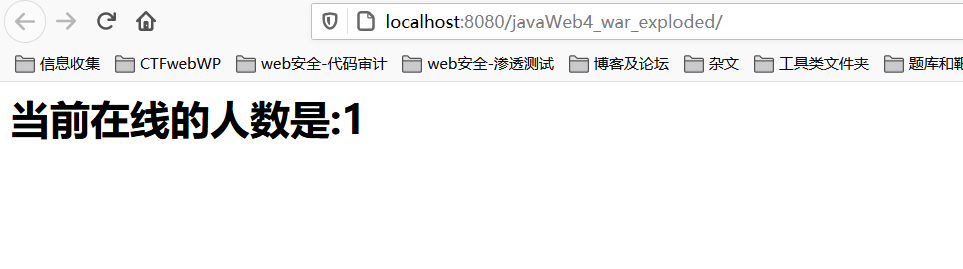 localhost:8080/javaWeb4_war_exploded/
信息收集 CTFwebWP web安全-代码审计 web安全-渗透测试 博客及论坛 杂文 工具类文件夹 题库和
当前在线的人数是:1